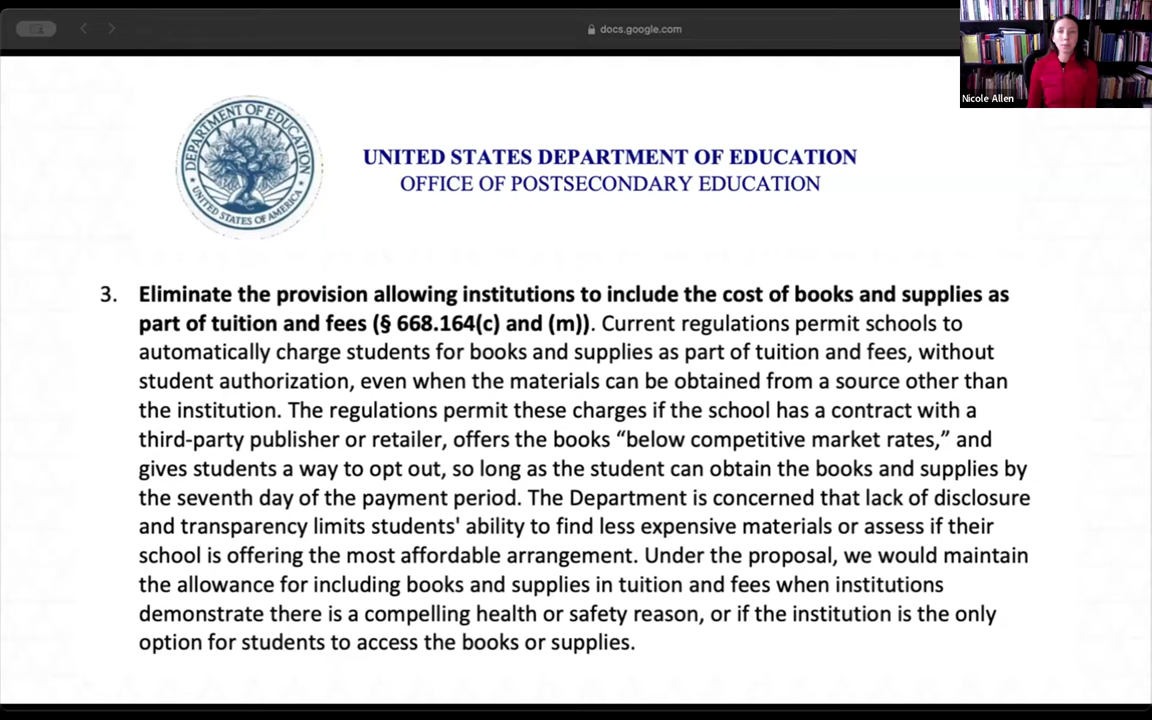 docs.google.com
Nicole Allen
DEPARTMENT OF EDUCATION
UNITED STATES OF AMERICA
UNITED STATES DEPARTMENT OF EDUCATION
OFFICE OF POSTSECONDARY EDUCATION
3. Eliminate the provision allowing institutions to include the cost of books and supplies as
part of tuition and fees (§ 668.164(c) and (m)). Current regulations permit schools to
automatically charge students for books and supplies as part of tuition and fees, without
student authorization, even when the materials can be obtained from a source other than
the institution. The regulations permit these charges if the school has a contract with a
third-party publisher or retailer, offers the books “below competitive market rates,” and
gives students a way to opt out, so long as the student can obtain the books and supplies by
the seventh day of the payment period. The Department is concerned that lack of disclosure
and transparency limits students' ability to find less expensive materials or assess if their
school is offering the most affordable arrangement. Under the proposal, we would maintain
the allowance for including books and supplies in tuition and fees when institutions
demonstrate there is a compelling health or safety reason, or if the institution is the only
option for students to access the books or supplies.